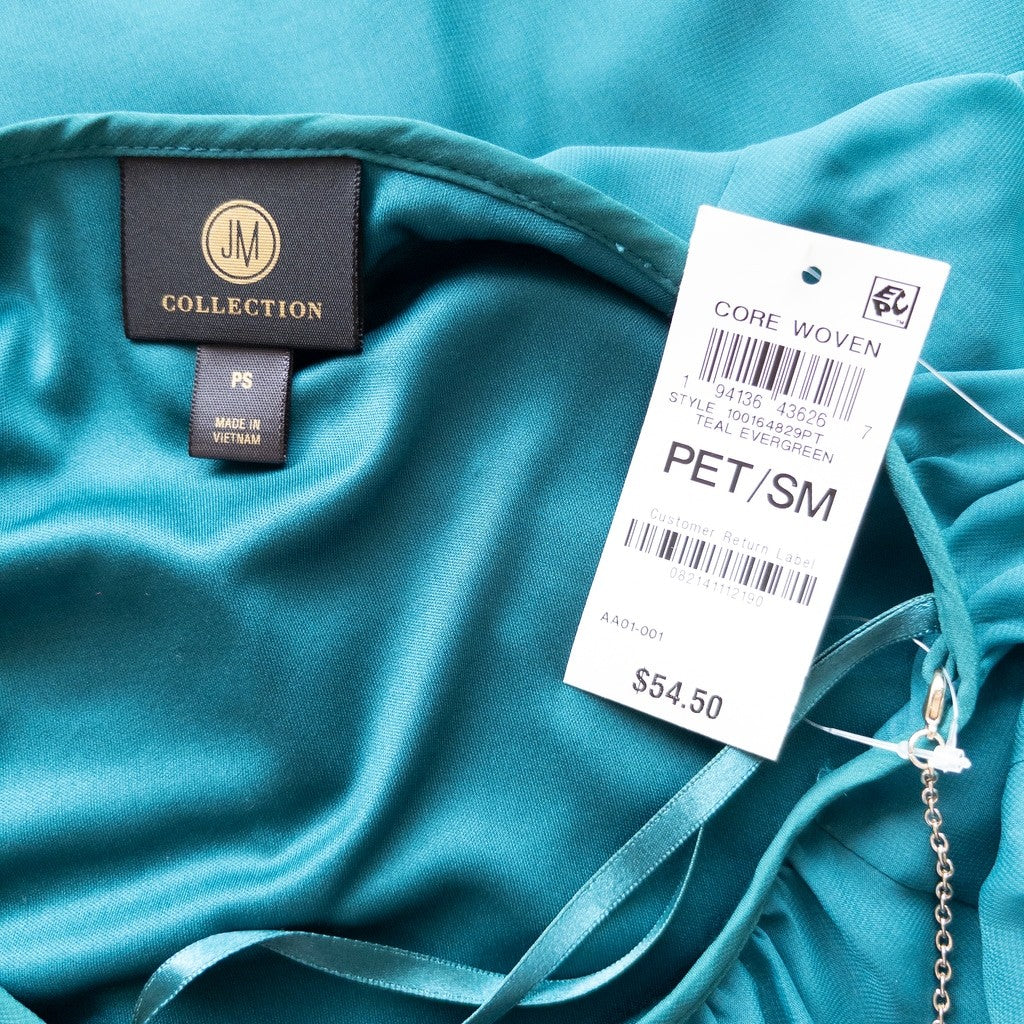 JM
COLLECTION
PS
MADE IN
VIETNAM
EPC
CORE WOVEN
1 94136 43626 7
STYLE 100164829PT
TEAL EVERGREEN
PET/SM
Customer Return Label
082141112190
AA01-001
$54.50